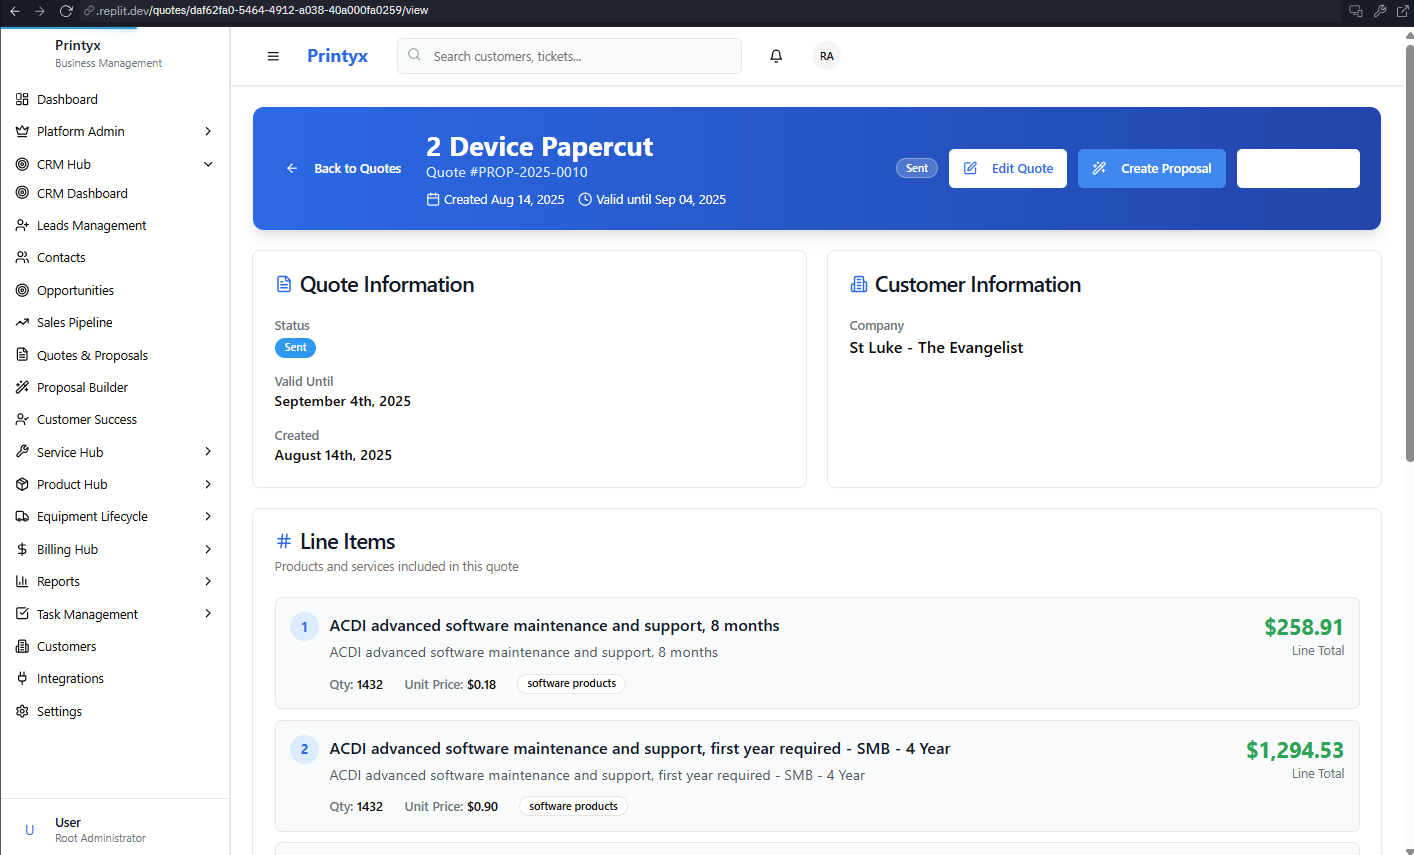 .replit.dev/quotes/daf62fa0-5464-4912-a038-40a000fa0259/view
Printyx
Business Management
Dashboard
Platform Admin
CRM Hub
CRM Dashboard
Leads Management
Contacts
Opportunities
Sales Pipeline
Quotes & Proposals
Proposal Builder
Customer Success
Service Hub
Product Hub
Equipment Lifecycle
Billing Hub
Reports
Task Management
Customers
Integrations
Settings
U
User
Root Administrator
Printyx
Search customers, tickets...
RA
Back to Quotes
2 Device Papercut
Quote #PROP-2025-0010
Created Aug 14, 2025 Valid until Sep 04, 2025
Sent
Edit Quote
Create Proposal
Quote Information
Status
Sent
Valid Until
September 4th, 2025
Created
August 14th, 2025
Customer Information
Company
St Luke - The Evangelist
Line Items
Products and services included in this quote
1
ACDI advanced software maintenance and support, 8 months
ACDI advanced software maintenance and support, 8 months
Qty: 1432 Unit Price: $0.18 software products
$258.91
Line Total
2
ACDI advanced software maintenance and support, first year required - SMB - 4 Year
ACDI advanced software maintenance and support, first year required - SMB - 4 Year
Qty: 1432 Unit Price: $0.90 software products
$1,294.53
Line Total